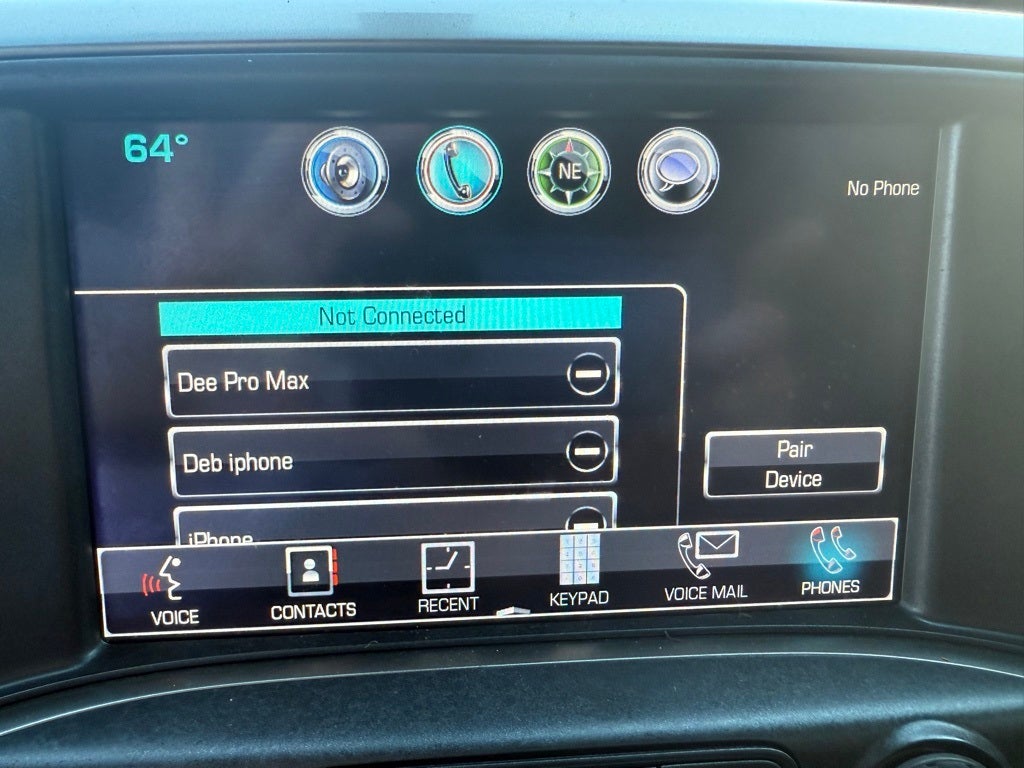 64°
NE
No Phone
Not Connected
Dee Pro Max
Deb iphone
Pair
Device
iPhone
VOICE
CONTACTS
RECENT
KEYPAD
VOICE MAIL
PHONES